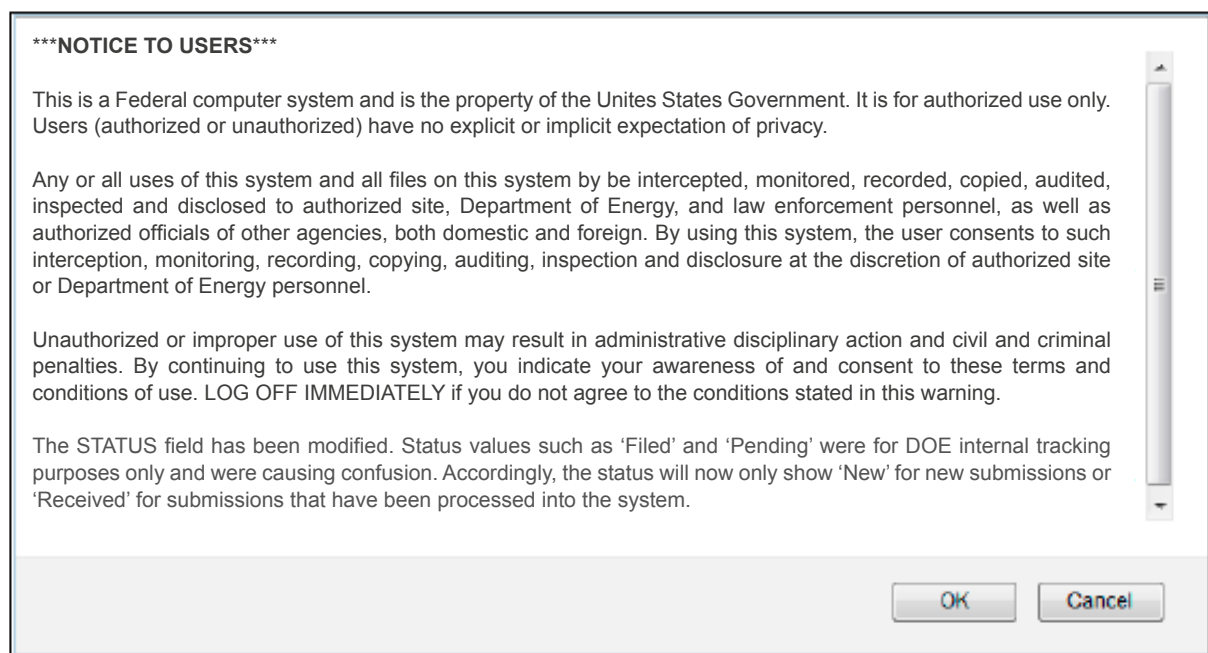 ***NOTICE TO USERS***
This is a Federal computer system and is the property of the Unites States Government. It is for authorized use only.
Users (authorized or unauthorized) have no explicit or implicit expectation of privacy.
Any or all uses of this system and all files on this system by be intercepted, monitored, recorded, copied, audited,
inspected and disclosed to authorized site, Department of Energy, and law enforcement personnel, as well as
authorized officials of other agencies, both domestic and foreign. By using this system, the user consents to such
interception, monitoring, recording, copying, auditing, inspection and disclosure at the discretion of authorized site
or Department of Energy personnel.
Unauthorized or improper use of this system may result in administrative disciplinary action and civil and criminal
penalties. By continuing to use this system, you indicate your awareness of and consent to these terms and
conditions of use. LOG OFF IMMEDIATELY if you do not agree to the conditions stated in this warning.
The STATUS field has been modified. Status values such as ‘Filed’ and ‘Pending’ were for DOE internal tracking
purposes only and were causing confusion. Accordingly, the status will now only show ‘New’ for new submissions or
‘Received’ for submissions that have been processed into the system.
OK Cancel